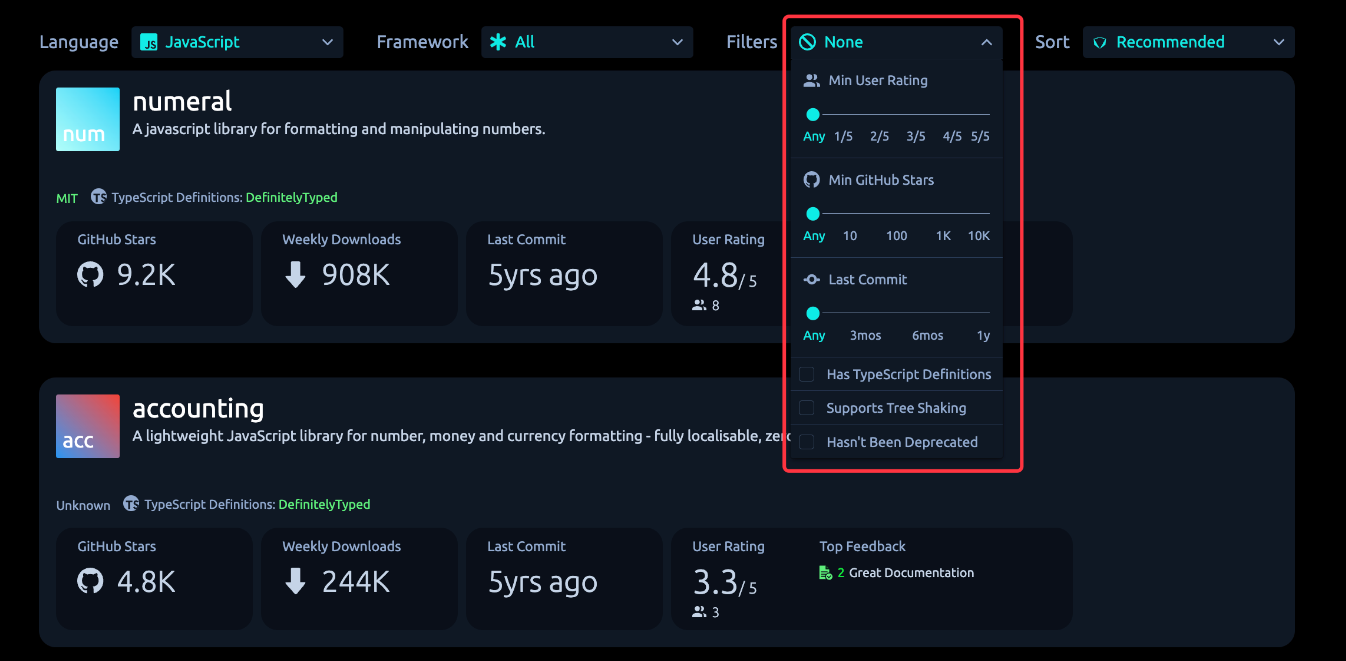 Language JS JavaScript Framework All Filters None Sort Recommended
Min User Rating
Any 1/5 2/5 3/5 4/5 5/5
Min GitHub Stars
Any 10 100 1K 10K
Last Commit
Any 3mos 6mos 1y
Has TypeScript Definitions
Supports Tree Shaking
Hasn't Been Deprecated
num
numeral
A javascript library for formatting and manipulating numbers.
MIT TS TypeScript Definitions: DefinitelyTyped
GitHub Stars Weekly Downloads Last Commit User Rating
9.2K 908K 5yrs ago 4.8/ 5
8
acc
accounting
A lightweight JavaScript library for number, money and currency formatting - fully localisable,
Unknown TS TypeScript Definitions: DefinitelyTyped
GitHub Stars Weekly Downloads Last Commit User Rating Top Feedback
4.8K 244K 5yrs ago 3.3/ 5 2 Great Documentation
3